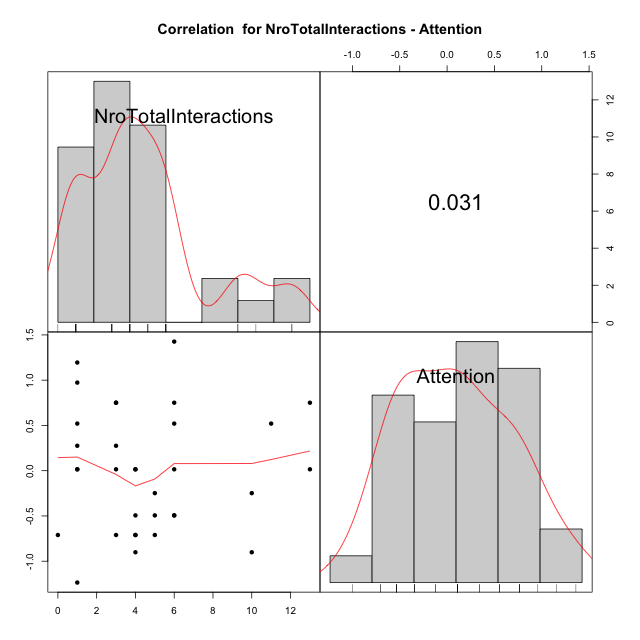 Correlation for NroTotalInteractions - Attention
-1.0 -0.5 0.0 0.5 1.0 1.5
NroTotalInteractions
0.031
12
10
8
6
4
2
0
1.5
1.0
0.5
0.0
-0.5
-1.0
Attention
0 2 4 6 8 10 12